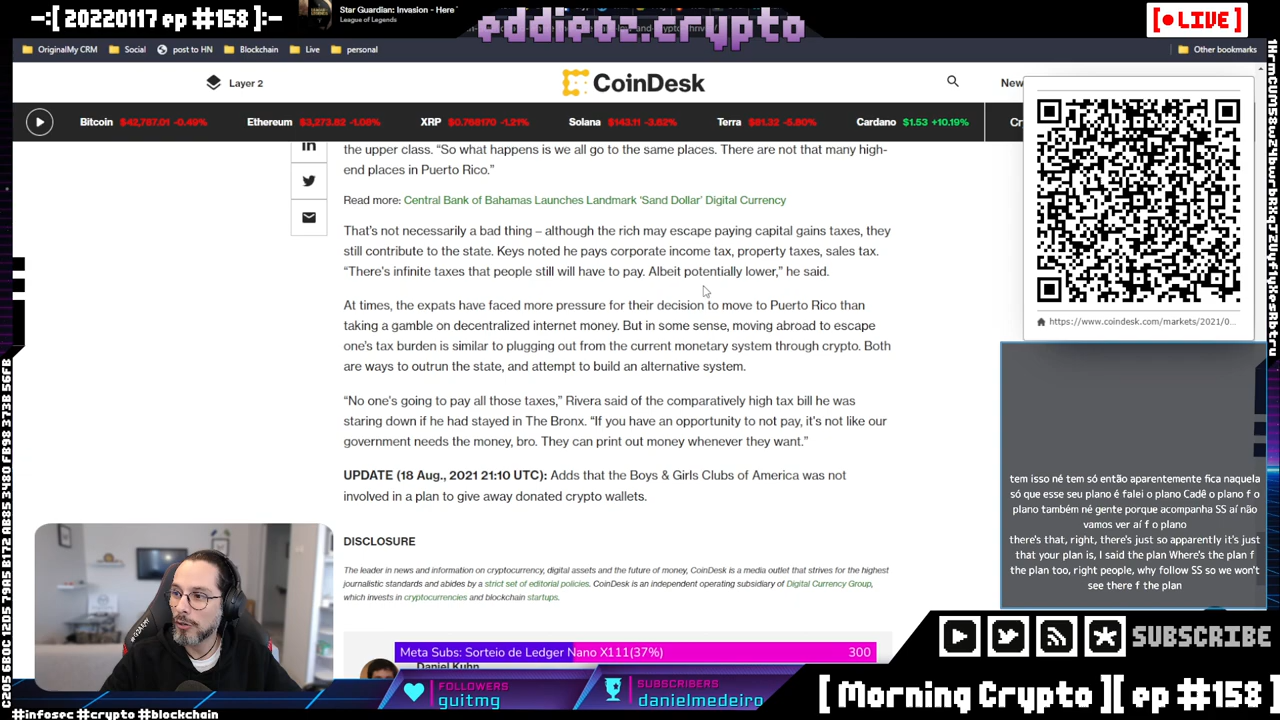 -:[ 20220117 ep #158 ]:-
Star Guardian: Invasion - Here
League of Legends
eddieoz.crypto
[● LIVE]
OriginalMy CRM
Social
post to HN
Blockchain
Live
personal
Other bookmarks
Layer 2
CoinDesk
New
Bitcoin $42,767.01 -0.49%
Ethereum $3,273.82 -1.08%
XRP $0.768170 -1.21%
Solana $143.11 -3.62%
Terra $81.32 -5.80%
Cardano $1.53 +10.19%
Cr
the upper class. “So what happens is we all go to the same places. There are not that many high-
end places in Puerto Rico.”
Read more: Central Bank of Bahamas Launches Landmark ‘Sand Dollar’ Digital Currency
That’s not necessarily a bad thing – although the rich may escape paying capital gains taxes, they
still contribute to the state. Keys noted he pays corporate income tax, property taxes, sales tax.
“There’s infinite taxes that people still will have to pay. Albeit potentially lower,” he said.
At times, the expats have faced more pressure for their decision to move to Puerto Rico than
taking a gamble on decentralized internet money. But in some sense, moving abroad to escape
one’s tax burden is similar to plugging out from the current monetary system through crypto. Both
are ways to outrun the state, and attempt to build an alternative system.
“No one’s going to pay all those taxes,” Rivera said of the comparatively high tax bill he was
staring down if he had stayed in The Bronx. “If you have an opportunity to not pay, it’s not like our
government needs the money, bro. They can print out money whenever they want.”
UPDATE (18 Aug., 2021 21:10 UTC): Adds that the Boys & Girls Clubs of America was not
involved in a plan to give away donated crypto wallets.
DISCLOSURE
The leader in news and information on cryptocurrency, digital assets and the future of money, CoinDesk is a media outlet that strives for the highest
journalistic standards and abides by a strict set of editorial policies. CoinDesk is an independent operating subsidiary of Digital Currency Group,
which invests in cryptocurrencies and blockchain startups.
Daniel Kuhn
https://www.coindesk.com/markets/2021/0...
tem isso né tem só então aparentemente fica naquela
só que esse seu plano é falei o plano Cadê o plano f o
plano também né gente porque acompanha SS aí não
vamos ver aí f o plano
there's that, right, there's just so apparently it's just
that your plan is, I said the plan Where's the plan f
the plan too, right people, why follow SS so we won't
see there f the plan
Meta Subs: Sorteio de Ledger Nano X111(37%)
300
FOLLOWERS
guitmg
SUBSCRIBERS
danielmedeiro
SUBSCRIBE
[ Morning Crypto ][ ep #158 ]
#infosec #crypto #blockchain